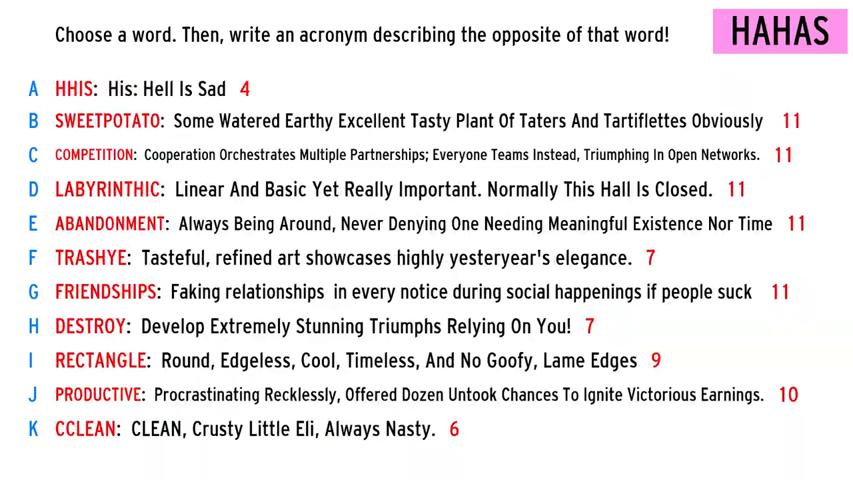 Choose a word. Then, write an acronym describing the opposite of that word!
HAHAS
A HHIS: His: Hell Is Sad 4
B SWEETPOTATO: Some Watered Earthy Excellent Tasty Plant Of Taters And Tartiflettes Obviously 11
C COMPETITION: Cooperation Orchestrates Multiple Partnerships; Everyone Teams Instead, Triumphing In Open Networks. 11
D LABYRINTHIC: Linear And Basic Yet Really Important. Normally This Hall Is Closed. 11
E ABANDONMENT: Always Being Around, Never Denying One Needing Meaningful Existence Nor Time 11
F TRASHYE: Tasteful, refined art showcases highly yesteryear's elegance. 7
G FRIENDSHIPS: Faking relationships in every notice during social happenings if people suck 11
H DESTROY: Develop Extremely Stunning Triumphs Relying On You! 7
I RECTANGLE: Round, Edgeless, Cool, Timeless, And No Goofy, Lame Edges 9
J PRODUCTIVE: Procrastinating Recklessly, Offered Dozen Untook Chances To Ignite Victorious Earnings. 10
K CCLEAN: CLEAN, Crusty Little Eli, Always Nasty. 6